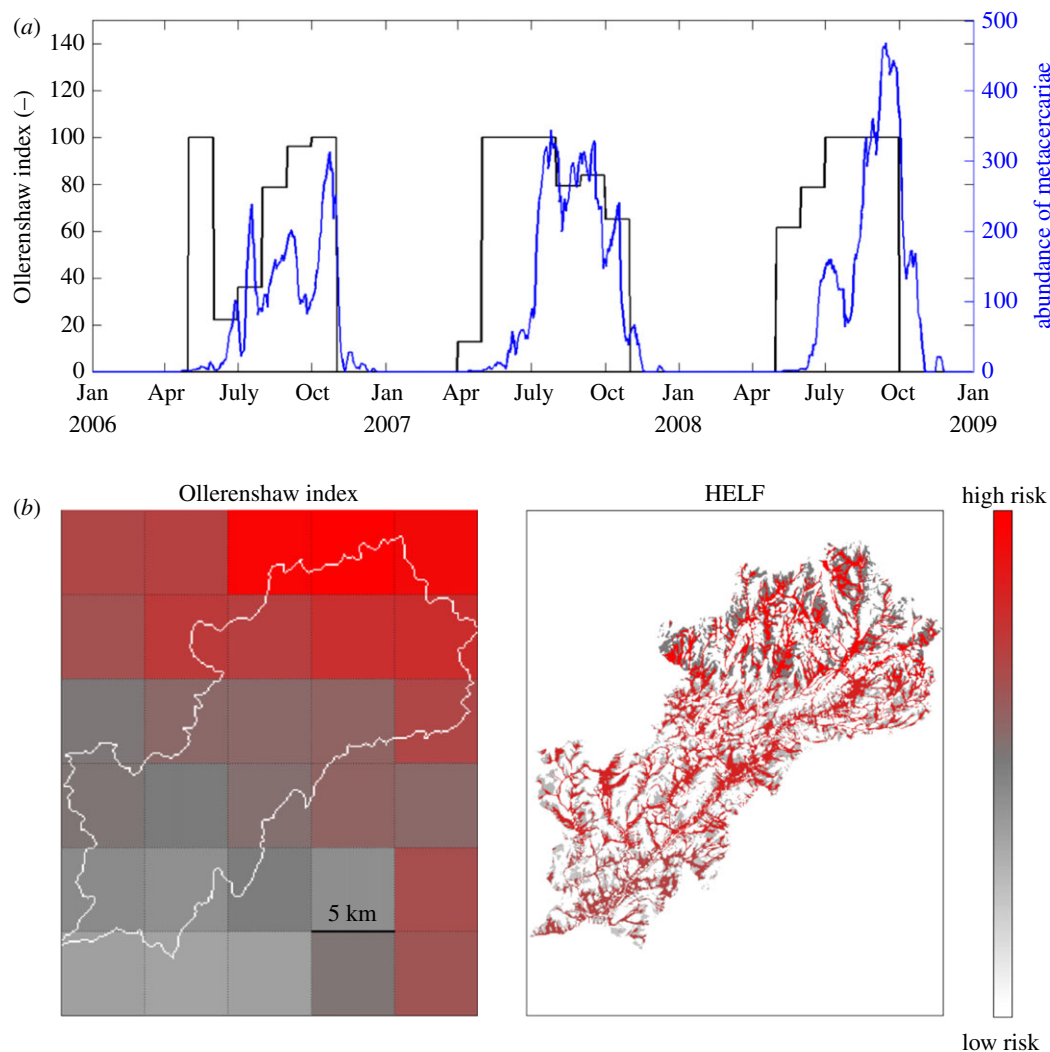 (a)
Ollerenshaw index (–)
140
120
100
80
60
40
20
0
500
400
300
200
100
0
abundance of metacercariae
Jan Apr July Oct Jan Apr July Oct Jan Apr July Oct Jan
2006 2007 2008 2009
(b)
Ollerenshaw index
HELF
high risk
5 km
low risk